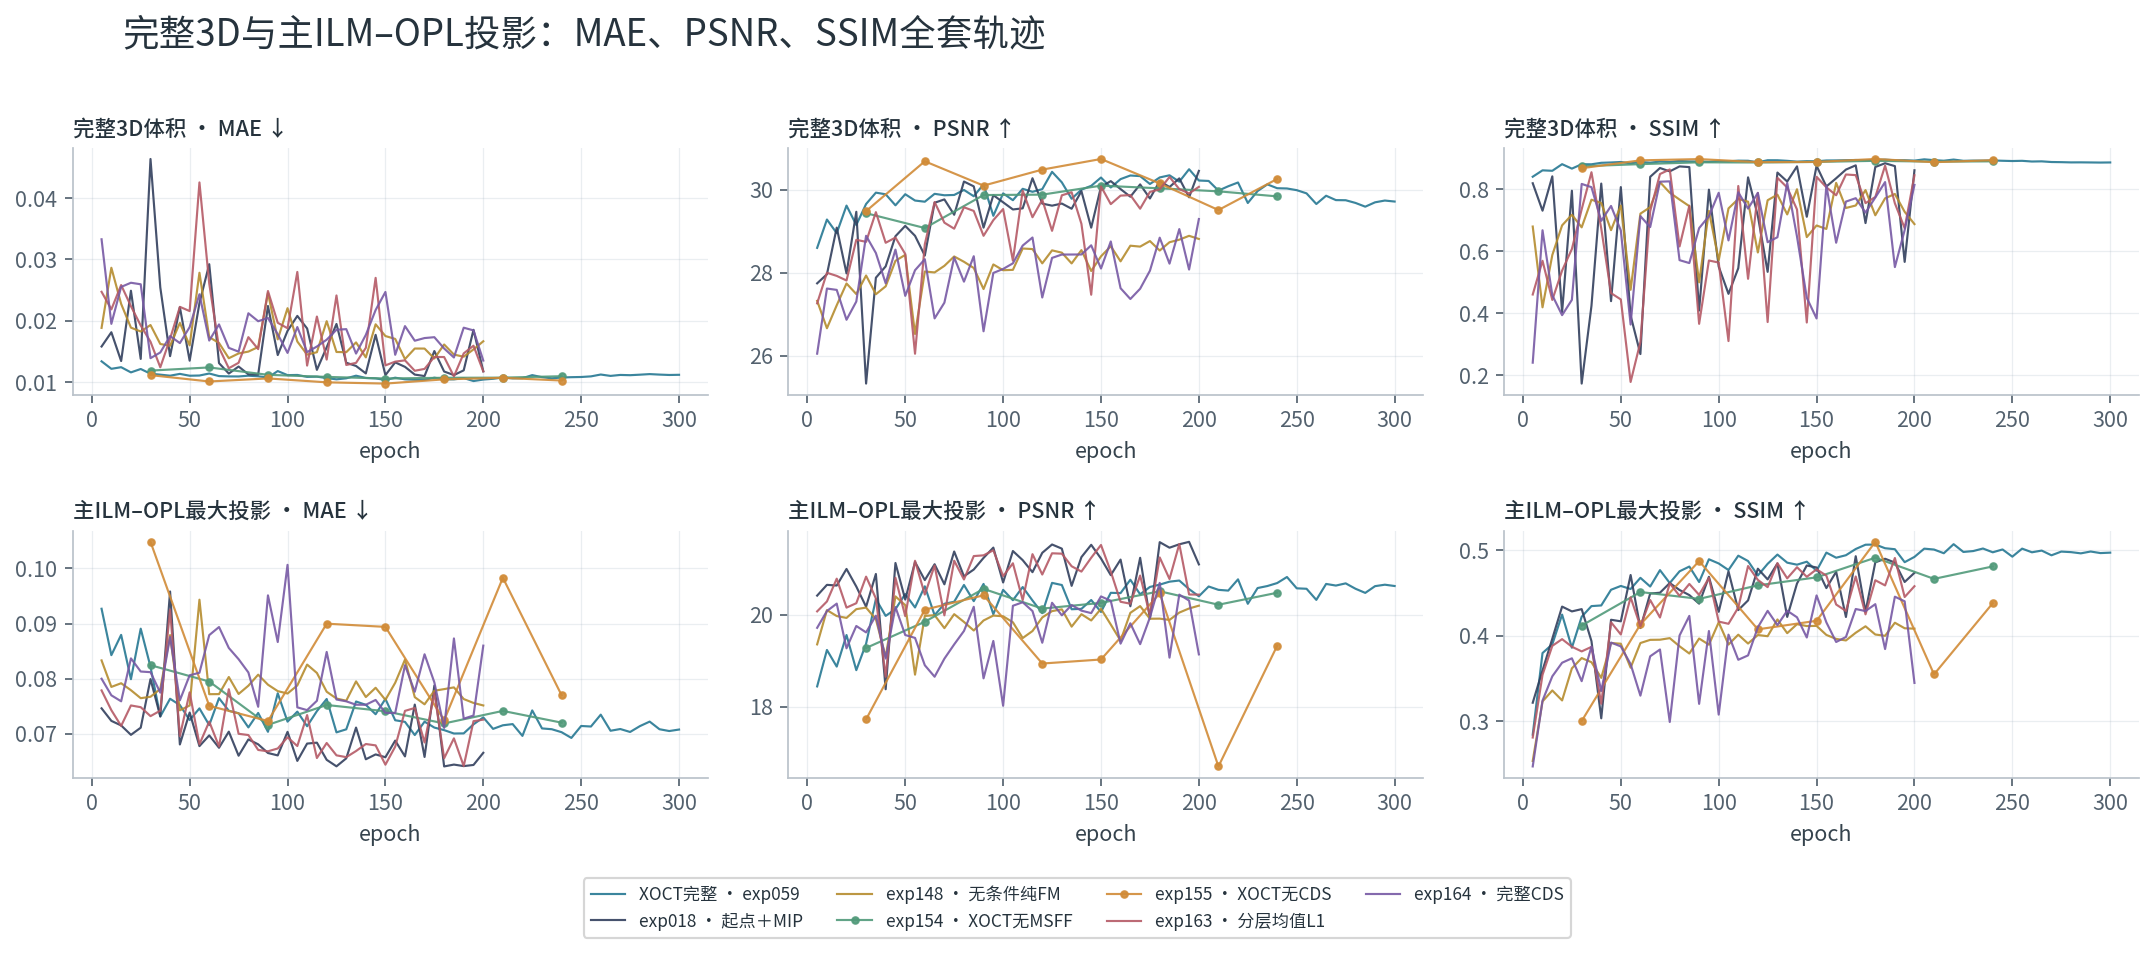 完整3D与主ILM–OPL投影：MAE、PSNR、SSIM全套轨迹
完整3D体积 · MAE ↓
0.04
0.03
0.02
0.01
0 50 100 150 200 250 300
epoch
完整3D体积 · PSNR ↑
30
28
26
0 50 100 150 200 250 300
epoch
完整3D体积 · SSIM ↑
0.8
0.6
0.4
0.2
0 50 100 150 200 250 300
epoch
主ILM–OPL最大投影 · MAE ↓
0.10
0.09
0.08
0.07
0 50 100 150 200 250 300
epoch
主ILM–OPL最大投影 · PSNR ↑
20
18
0 50 100 150 200 250 300
epoch
主ILM–OPL最大投影 · SSIM ↑
0.5
0.4
0.3
0 50 100 150 200 250 300
epoch
XOCT完整 · exp059
exp018 · 起点＋MIP
exp148 · 无条件纯FM
exp154 · XOCT无MSFF
exp155 · XOCT无CDS
exp163 · 分层均值L1
exp164 · 完整CDS